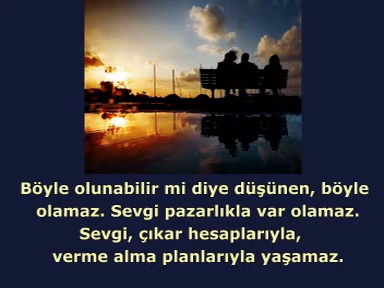 Böyle olunabilir mi diye düşünen, böyle
olamaz. Sevgi pazarlıkla var olamaz.
Sevgi, çıkar hesaplarıyla,
verme alma planlarıyla yaşamaz.